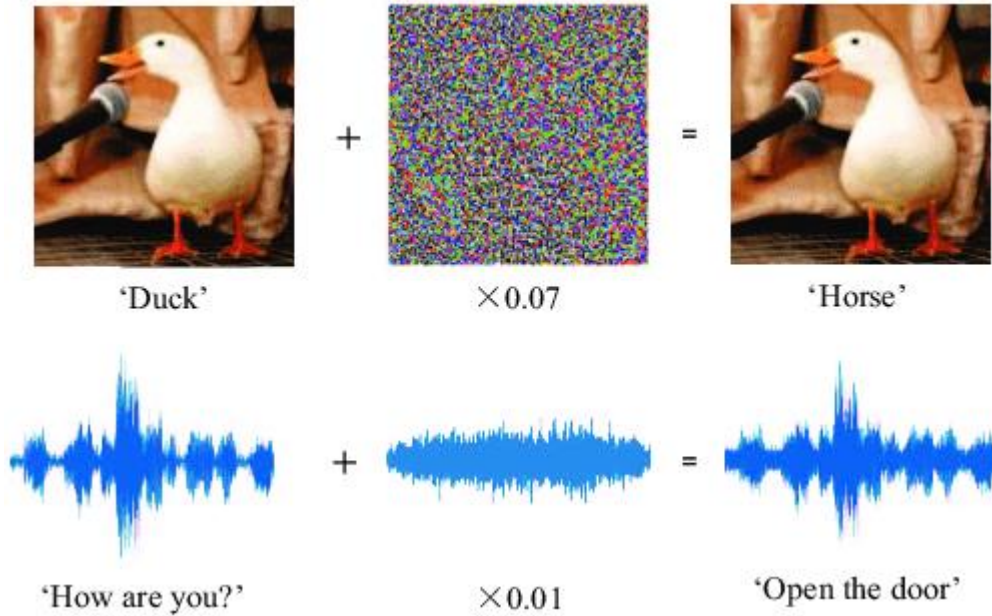 + =
‘Duck’ ×0.07 ‘Horse’
+ =
‘How are you?’ ×0.01 ‘Open the door’